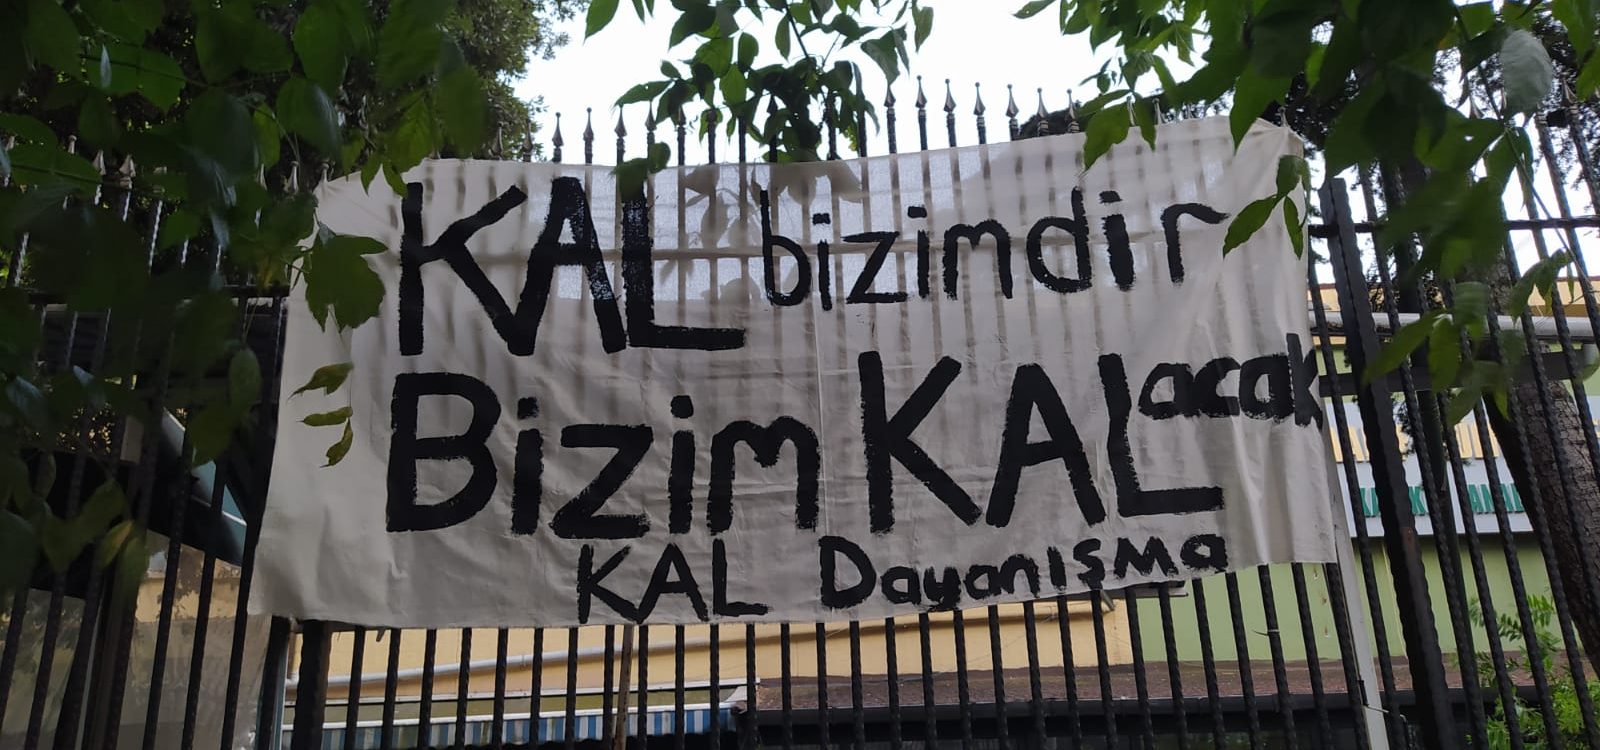 KAL bizimdir
Bizim KALacak
KAL Dayanışma